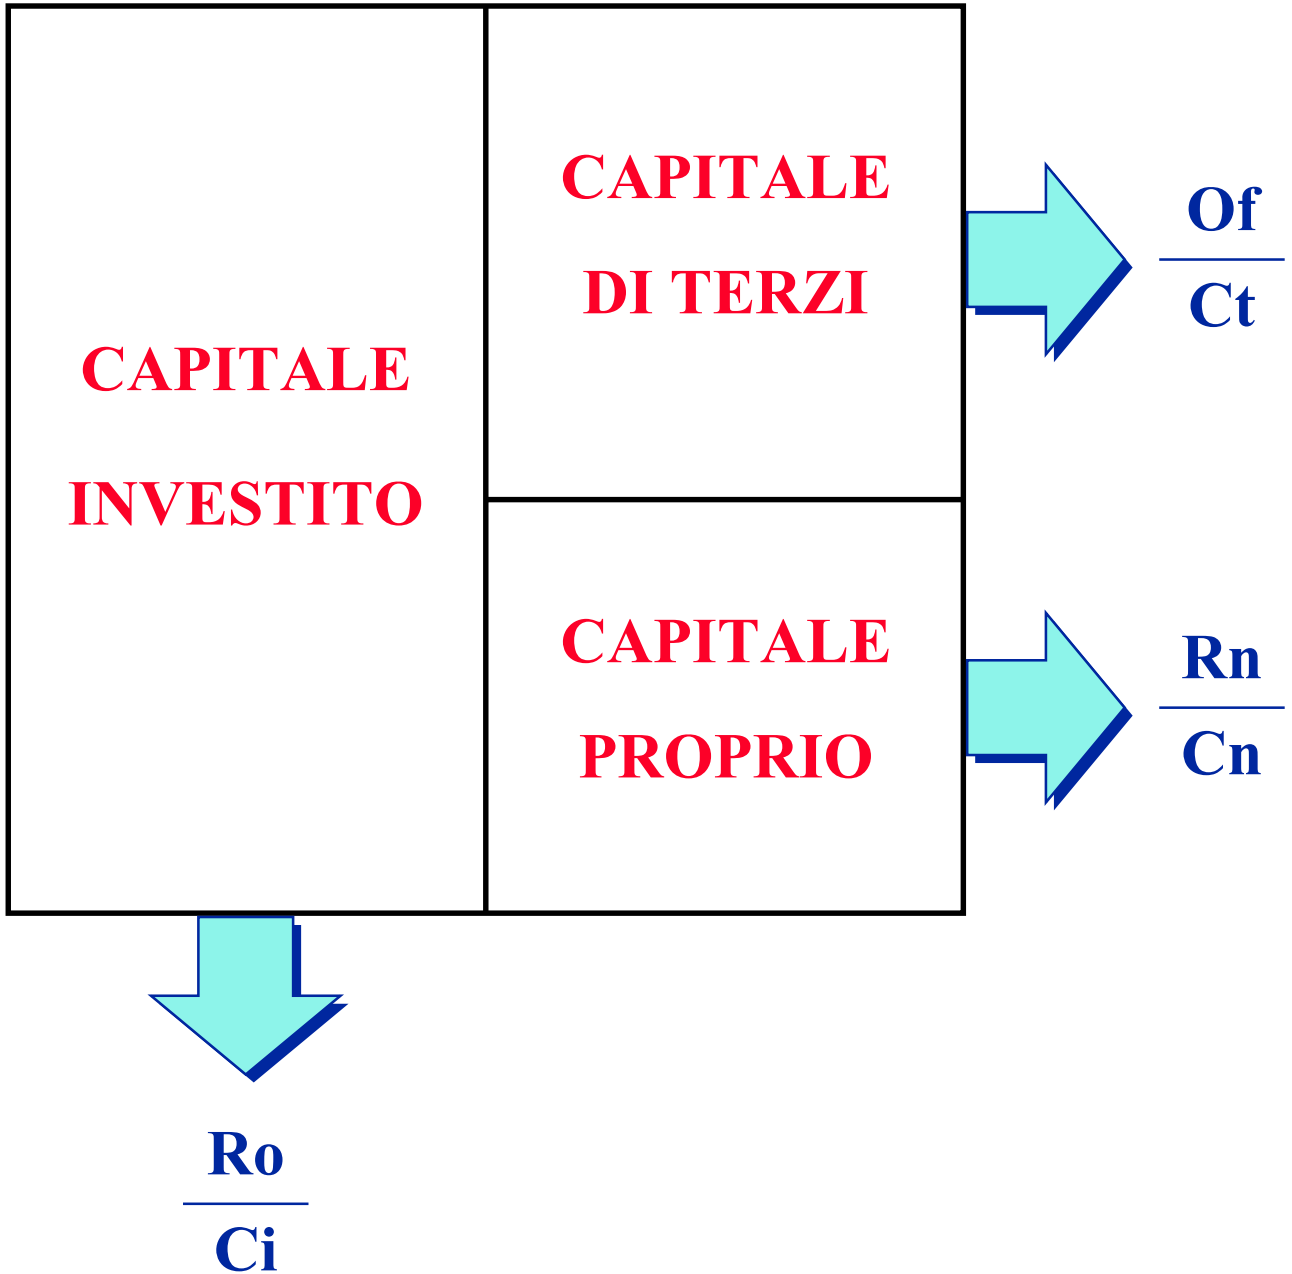 CAPITALE
INVESTITO
CAPITALE
DI TERZI
CAPITALE
PROPRIO
Of
Ct
Rn
Cn
Ro
Ci